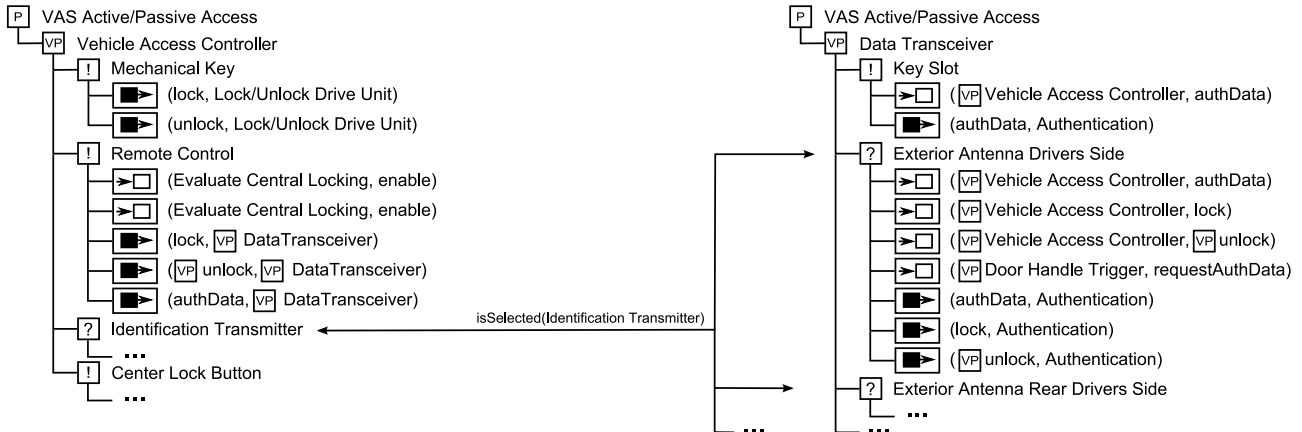 P VAS Active/Passive Access
VP Vehicle Access Controller
! Mechanical Key
(lock, Lock/Unlock Drive Unit)
(unlock, Lock/Unlock Drive Unit)
! Remote Control
(Evaluate Central Locking, enable)
(Evaluate Central Locking, enable)
(lock, VP DataTransceiver)
(VP unlock, VP DataTransceiver)
(authData, VP DataTransceiver)
? Identification Transmitter
...
! Center Lock Button
...
isSelected(Identification Transmitter)
...
P VAS Active/Passive Access
VP Data Transceiver
! Key Slot
( VP Vehicle Access Controller, authData)
(authData, Authentication)
? Exterior Antenna Drivers Side
( VP Vehicle Access Controller, authData)
( VP Vehicle Access Controller, lock)
( VP Vehicle Access Controller, VP unlock)
( VP Door Handle Trigger, requestAuthData)
(authData, Authentication)
(lock, Authentication)
( VP unlock, Authentication)
? Exterior Antenna Rear Drivers Side
...
...